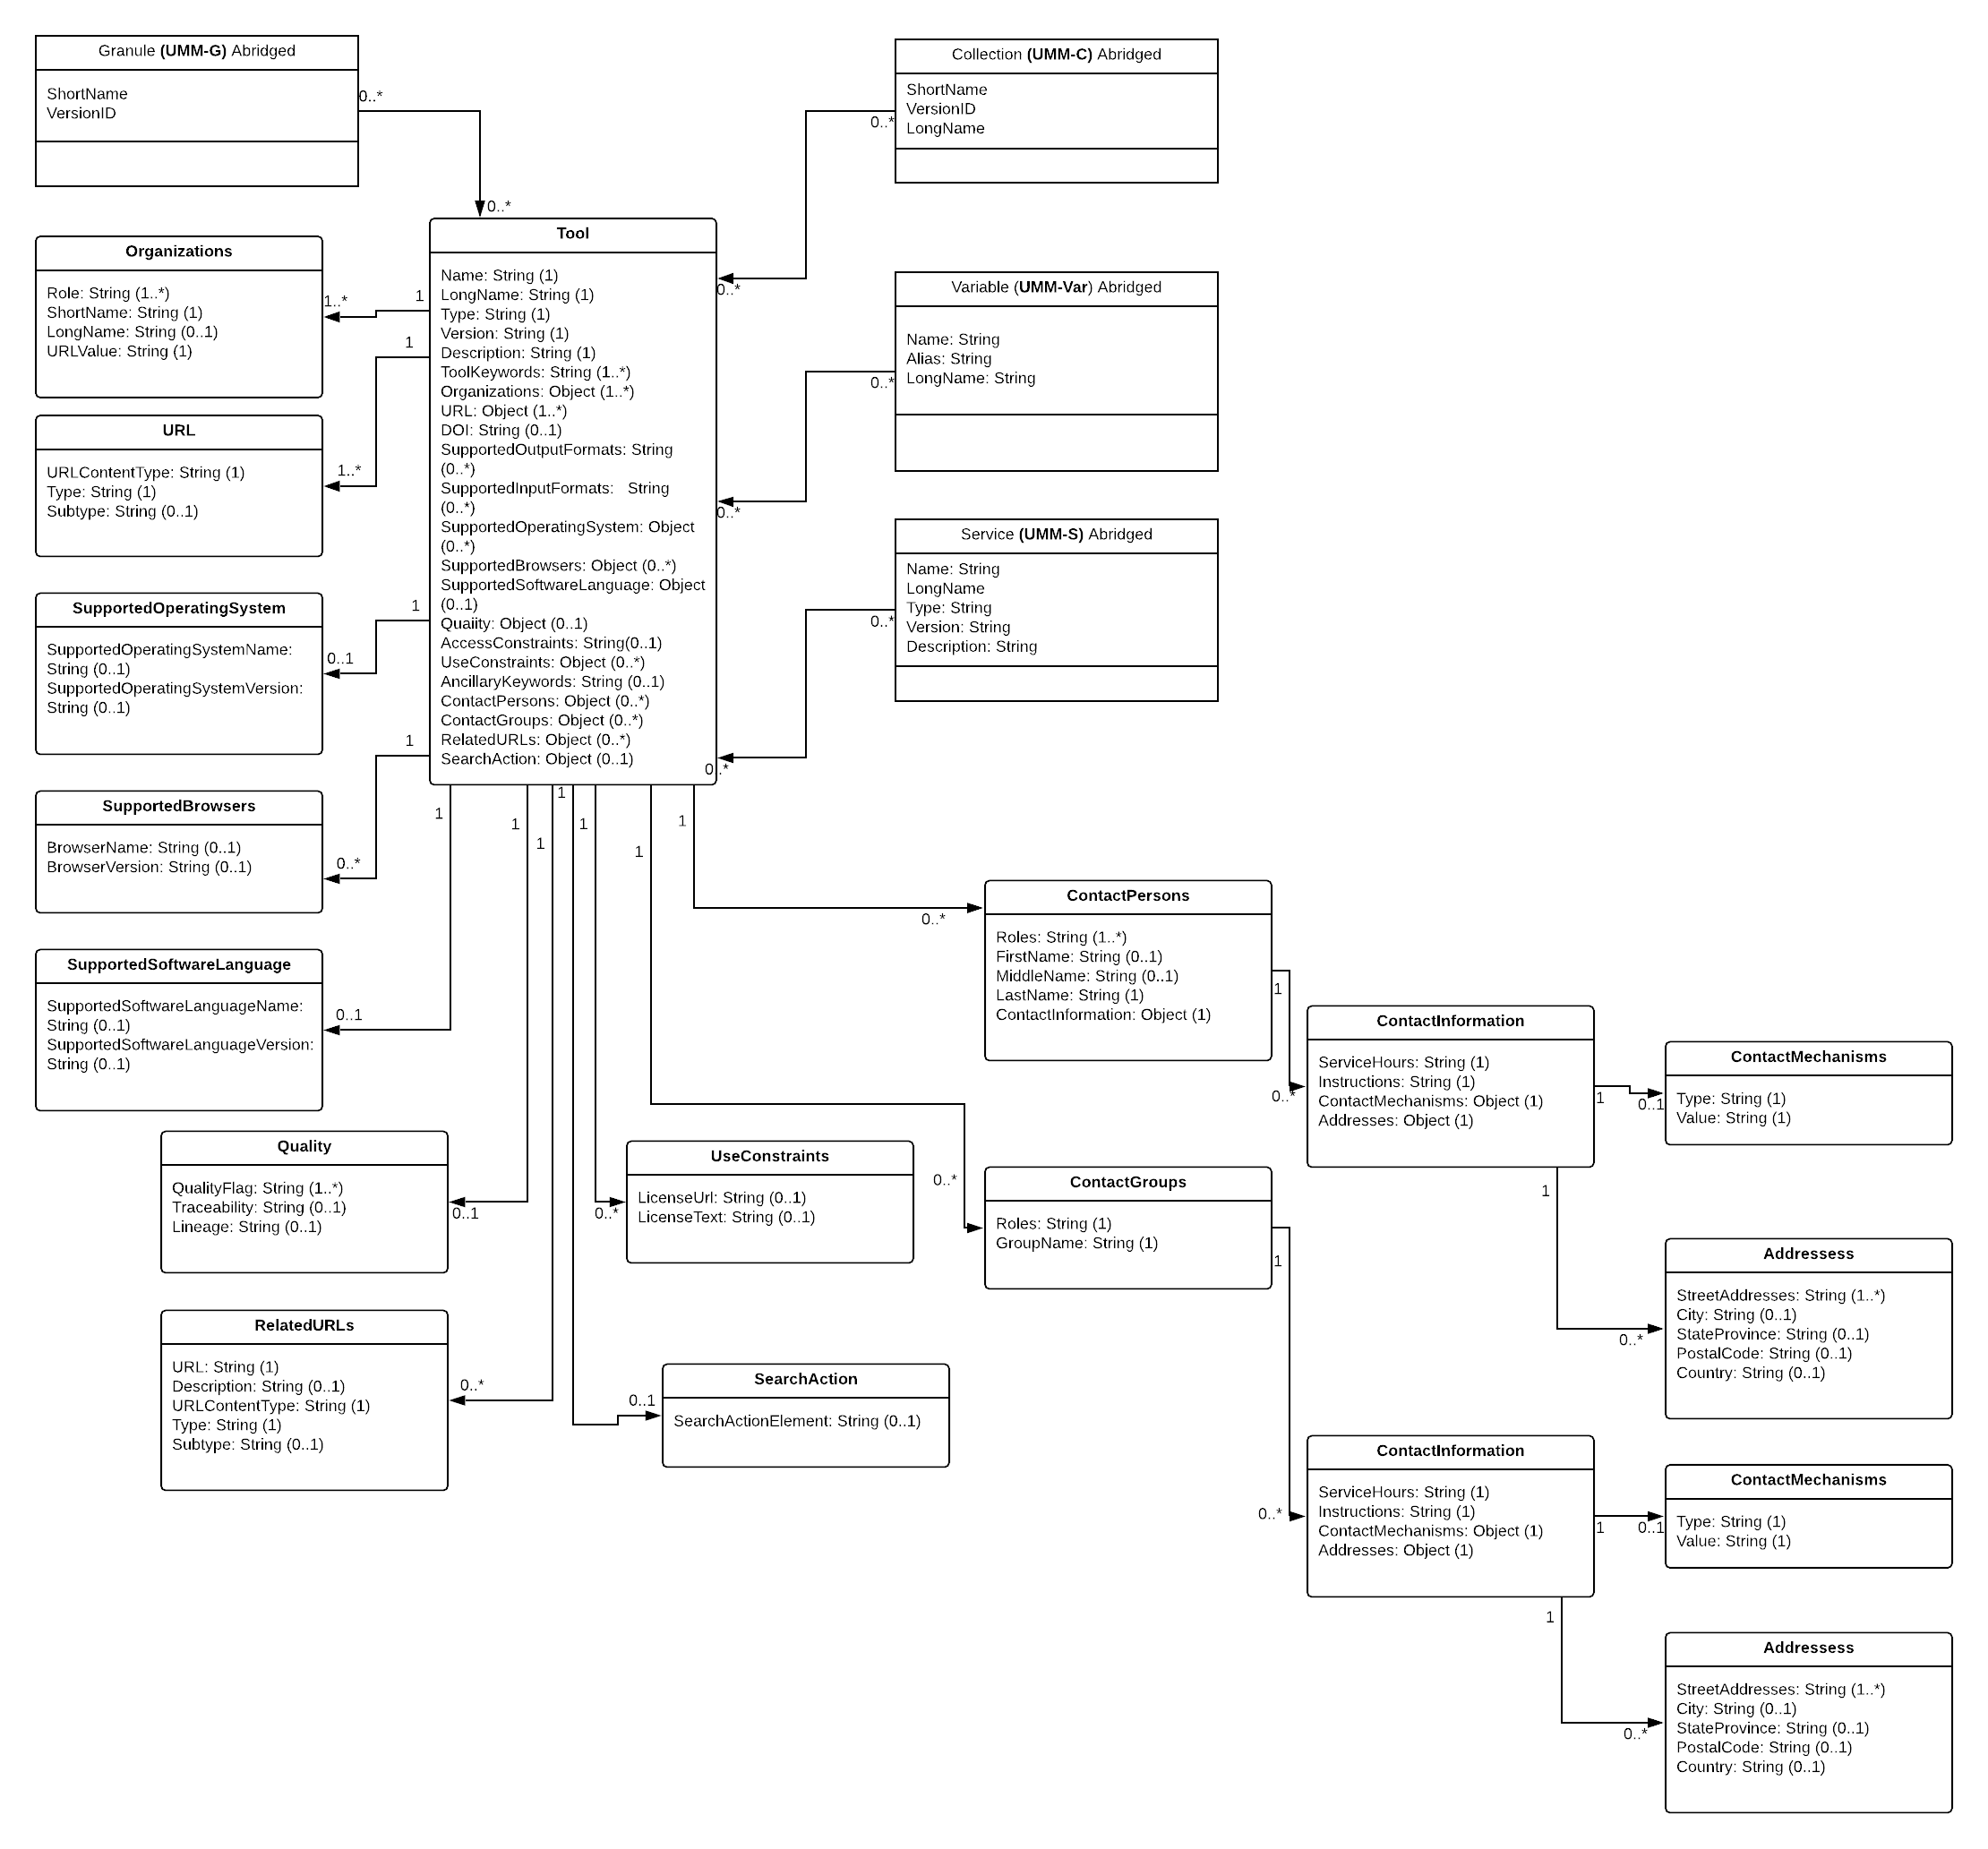 Granule (UMM-G) Abridged
ShortName
VersionID
0..*
0..*
Collection (UMM-C) Abridged
ShortName
VersionID
LongName
0..*
0..*
Organizations
Role: String (1..*)
ShortName: String (1)
LongName: String (0..1)
URLValue: String (1)
1..*
1
URL
URLContentType: String (1)
Type: String (1)
Subtype: String (0..1)
1
1..*
SupportedOperatingSystem
SupportedOperatingSystemName:
String (0..1)
SupportedOperatingSystemVersion:
String (0..1)
1
0..1
SupportedBrowsers
BrowserName: String (0..1)
BrowserVersion: String (0..1)
1
0..*
SupportedSoftwareLanguage
SupportedSoftwareLanguageName:
String (0..1)
SupportedSoftwareLanguageVersion:
String (0..1)
1
0..1
Tool
Name: String (1)
LongName: String (1)
Type: String (1)
Version: String (1)
Description: String (1)
ToolKeywords: String (1..*)
Organizations: Object (1..*)
URL: Object (1..*)
DOI: String (0..1)
SupportedOutputFormats: String
(0..*)
SupportedInputFormats: String
(0..*)
SupportedOperatingSystem: Object
(0..*)
SupportedBrowsers: Object (0..*)
SupportedSoftwareLanguage: Object
(0..1)
Quaiity: Object (0..1)
AccessConstraints: String(0..1)
UseConstraints: Object (0..*)
AncillaryKeywords: String (0..1)
ContactPersons: Object (0..*)
ContactGroups: Object (0..*)
RelatedURLs: Object (0..*)
SearchAction: Object (0..1)
Variable (UMM-Var) Abridged
Name: String
Alias: String
LongName: String
0..*
0..*
Service (UMM-S) Abridged
Name: String
LongName
Type: String
Version: String
Description: String
0..*
0..*
1
1
1
1
1
1
Quality
QualityFlag: String (1..*)
Traceability: String (0..1)
Lineage: String (0..1)
0..1
RelatedURLs
URL: String (1)
Description: String (0..1)
URLContentType: String (1)
Type: String (1)
Subtype: String (0..1)
0..*
UseConstraints
LicenseUrl: String (0..1)
LicenseText: String (0..1)
0..*
SearchAction
SearchActionElement: String (0..1)
0..1
ContactPersons
Roles: String (1..*)
FirstName: String (0..1)
MiddleName: String (0..1)
LastName: String (1)
ContactInformation: Object (1)
0..*
1
0..*
ContactInformation
ServiceHours: String (1)
Instructions: String (1)
ContactMechanisms: Object (1)
Addresses: Object (1)
1
0..1
ContactMechanisms
Type: String (1)
Value: String (1)
1
0..*
Addressess
StreetAddresses: String (1..*)
City: String (0..1)
StateProvince: String (0..1)
PostalCode: String (0..1)
Country: String (0..1)
ContactGroups
Roles: String (1)
GroupName: String (1)
0..*
1
0..*
ContactInformation
ServiceHours: String (1)
Instructions: String (1)
ContactMechanisms: Object (1)
Addresses: Object (1)
1
0..1
ContactMechanisms
Type: String (1)
Value: String (1)
1
0..*
Addressess
StreetAddresses: String (1..*)
City: String (0..1)
StateProvince: String (0..1)
PostalCode: String (0..1)
Country: String (0..1)